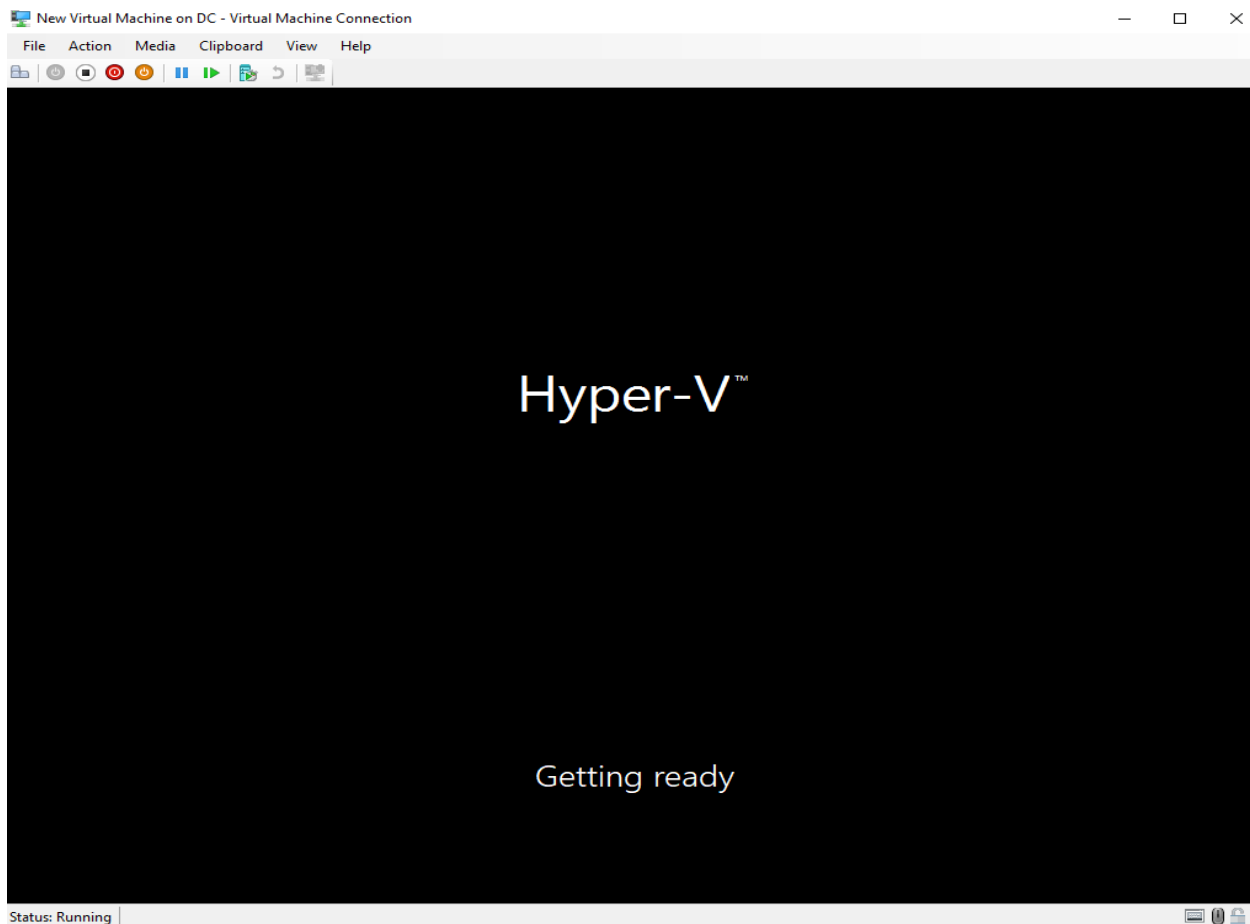 New Virtual Machine on DC - Virtual Machine Connection
File Action Media Clipboard View Help
Hyper-V™
Getting ready
Status: Running